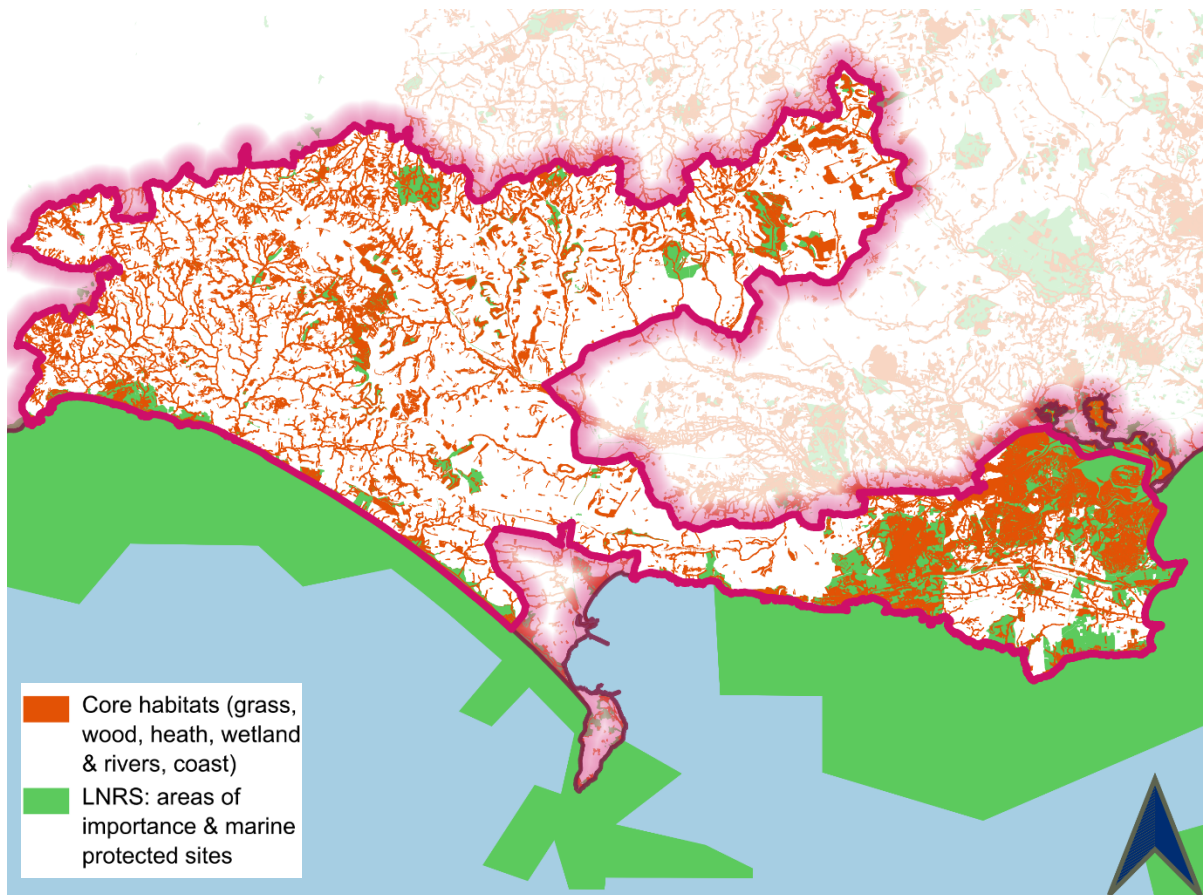 Core habitats (grass,
wood, heath, wetland
& rivers, coast)
LNRS: areas of
importance & marine
protected sites